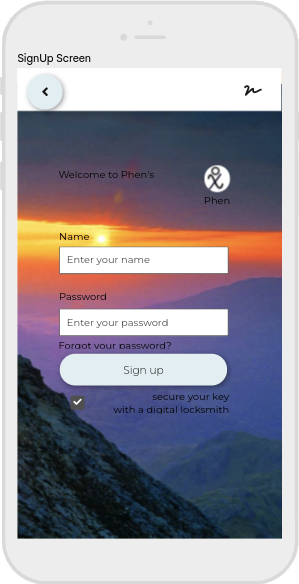 SignUp Screen
Welcome to Phen's
Phen
Name
Enter your name
Password
Enter your password
Forgot your password?
Sign up
secure your key
with a digital locksmith